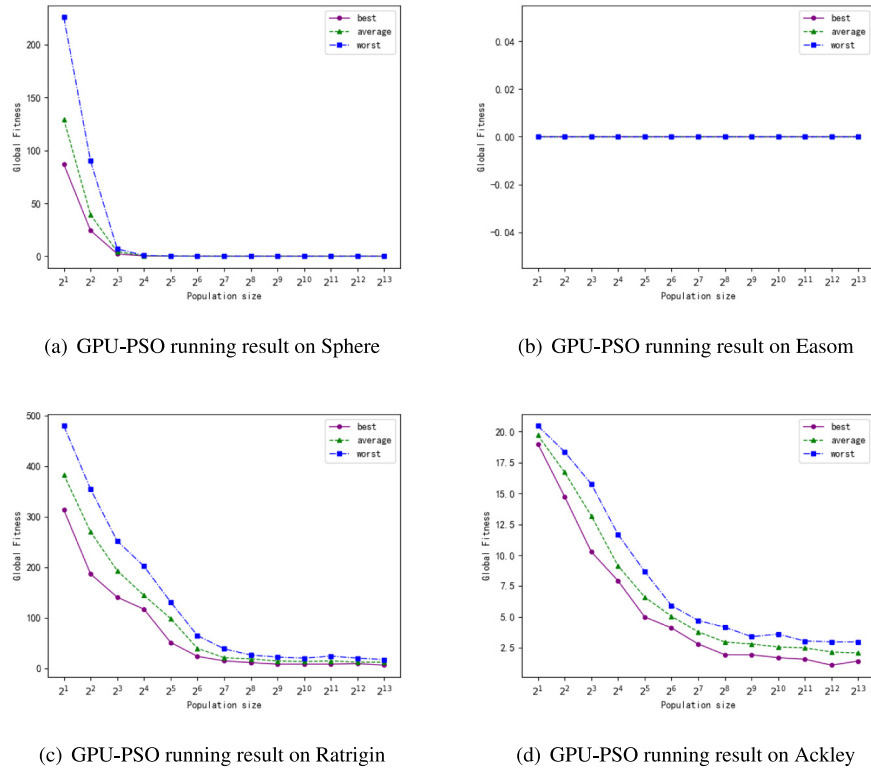 best
average
worst
Global Fitness
200
150
100
50
0
2^1 2^2 2^3 2^4 2^5 2^6 2^7 2^8 2^9 2^10 2^11 2^12 2^13
Population size
(a) GPU-PSO running result on Sphere
best
average
worst
Global Fitness
0.04
0.02
0.00
-0.02
-0.04
2^1 2^2 2^3 2^4 2^5 2^6 2^7 2^8 2^9 2^10 2^11 2^12 2^13
Population size
(b) GPU-PSO running result on Easom
best
average
worst
Global Fitness
500
400
300
200
100
0
2^1 2^2 2^3 2^4 2^5 2^6 2^7 2^8 2^9 2^10 2^11 2^12 2^13
Population size
(c) GPU-PSO running result on Ratrigin
best
average
worst
Global Fitness
20.0
17.5
15.0
12.5
10.0
7.5
5.0
2.5
2^1 2^2 2^3 2^4 2^5 2^6 2^7 2^8 2^9 2^10 2^11 2^12 2^13
Population size
(d) GPU-PSO running result on Ackley